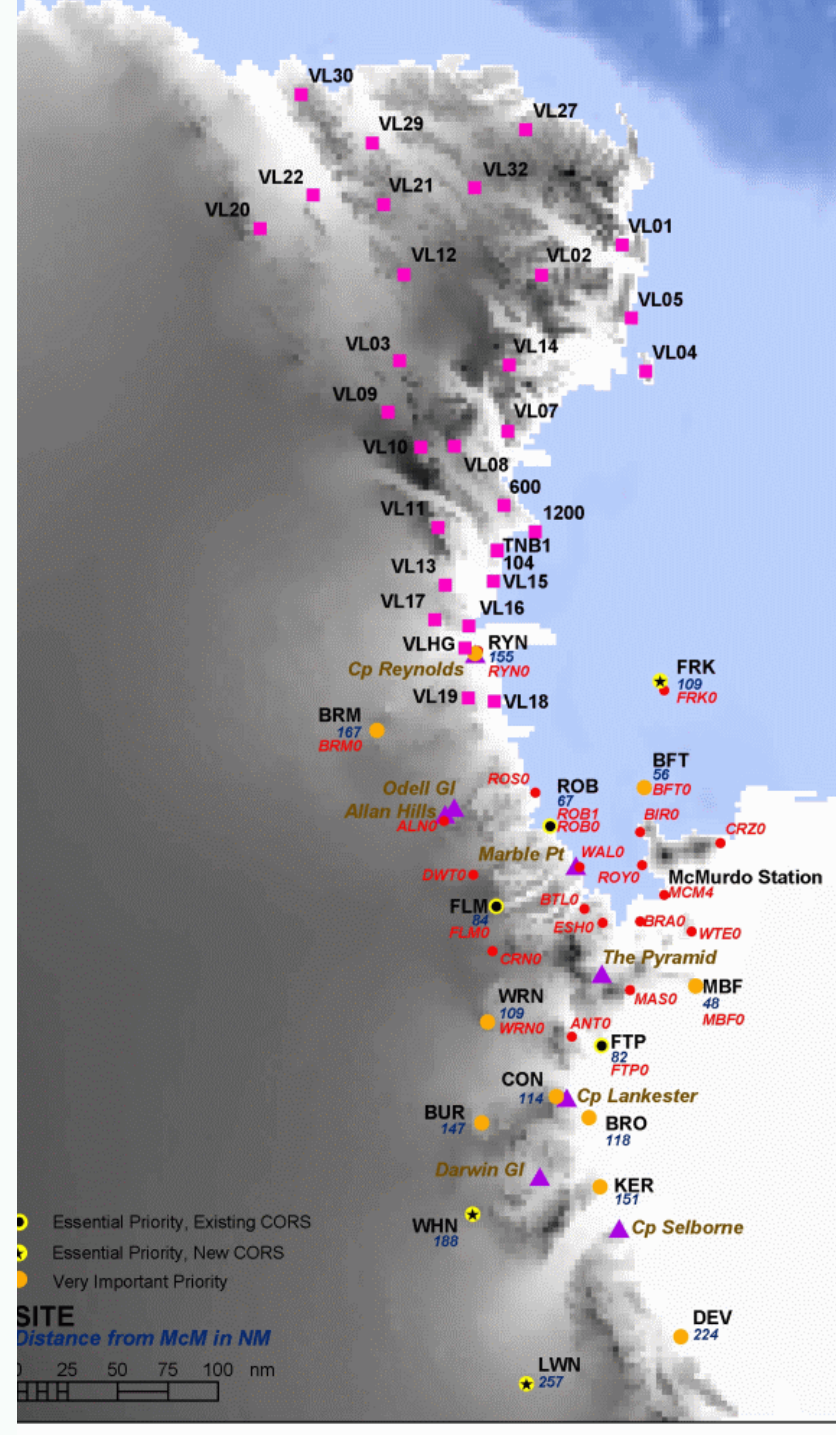 VL30
VL29
VL27
VL22
VL21
VL32
VL20
VL01
VL12
VL02
VL05
VL03
VL14
VL04
VL09
VL07
VL10
VL08
600
VL11
1200
TNB1
104
VL13
VL15
VL17
VL16
VLHG
RYN
155
Cp Reynolds
RYN0
FRK
109
FRK0
VL19
VL18
BRM
167
BRM0
BFT
56
BFT0
ROS0
ROB
67
ROB1
ROB0
Odell Gl
Allan Hills
ALN0
BIR0
CRZ0
Marble Pt
WAL0
ROY0
DWT0
McMurdo Station
MCM4
FLM
84
FLM0
BTL0
ESH0
BRA0
WTE0
CRN0
The Pyramid
MBF
48
MBF0
MAS0
WRN
109
WRN0
ANT0
FTP
82
FTP0
CON
114
Cp Lankester
BUR
147
BRO
118
Darwin Gl
KER
151
WHN
188
Cp Selborne
Essential Priority, Existing CORS
Essential Priority, New CORS
Very Important Priority
SITE
Distance from McM in NM
0 25 50 75 100 nm
DEV
224
LWN
257